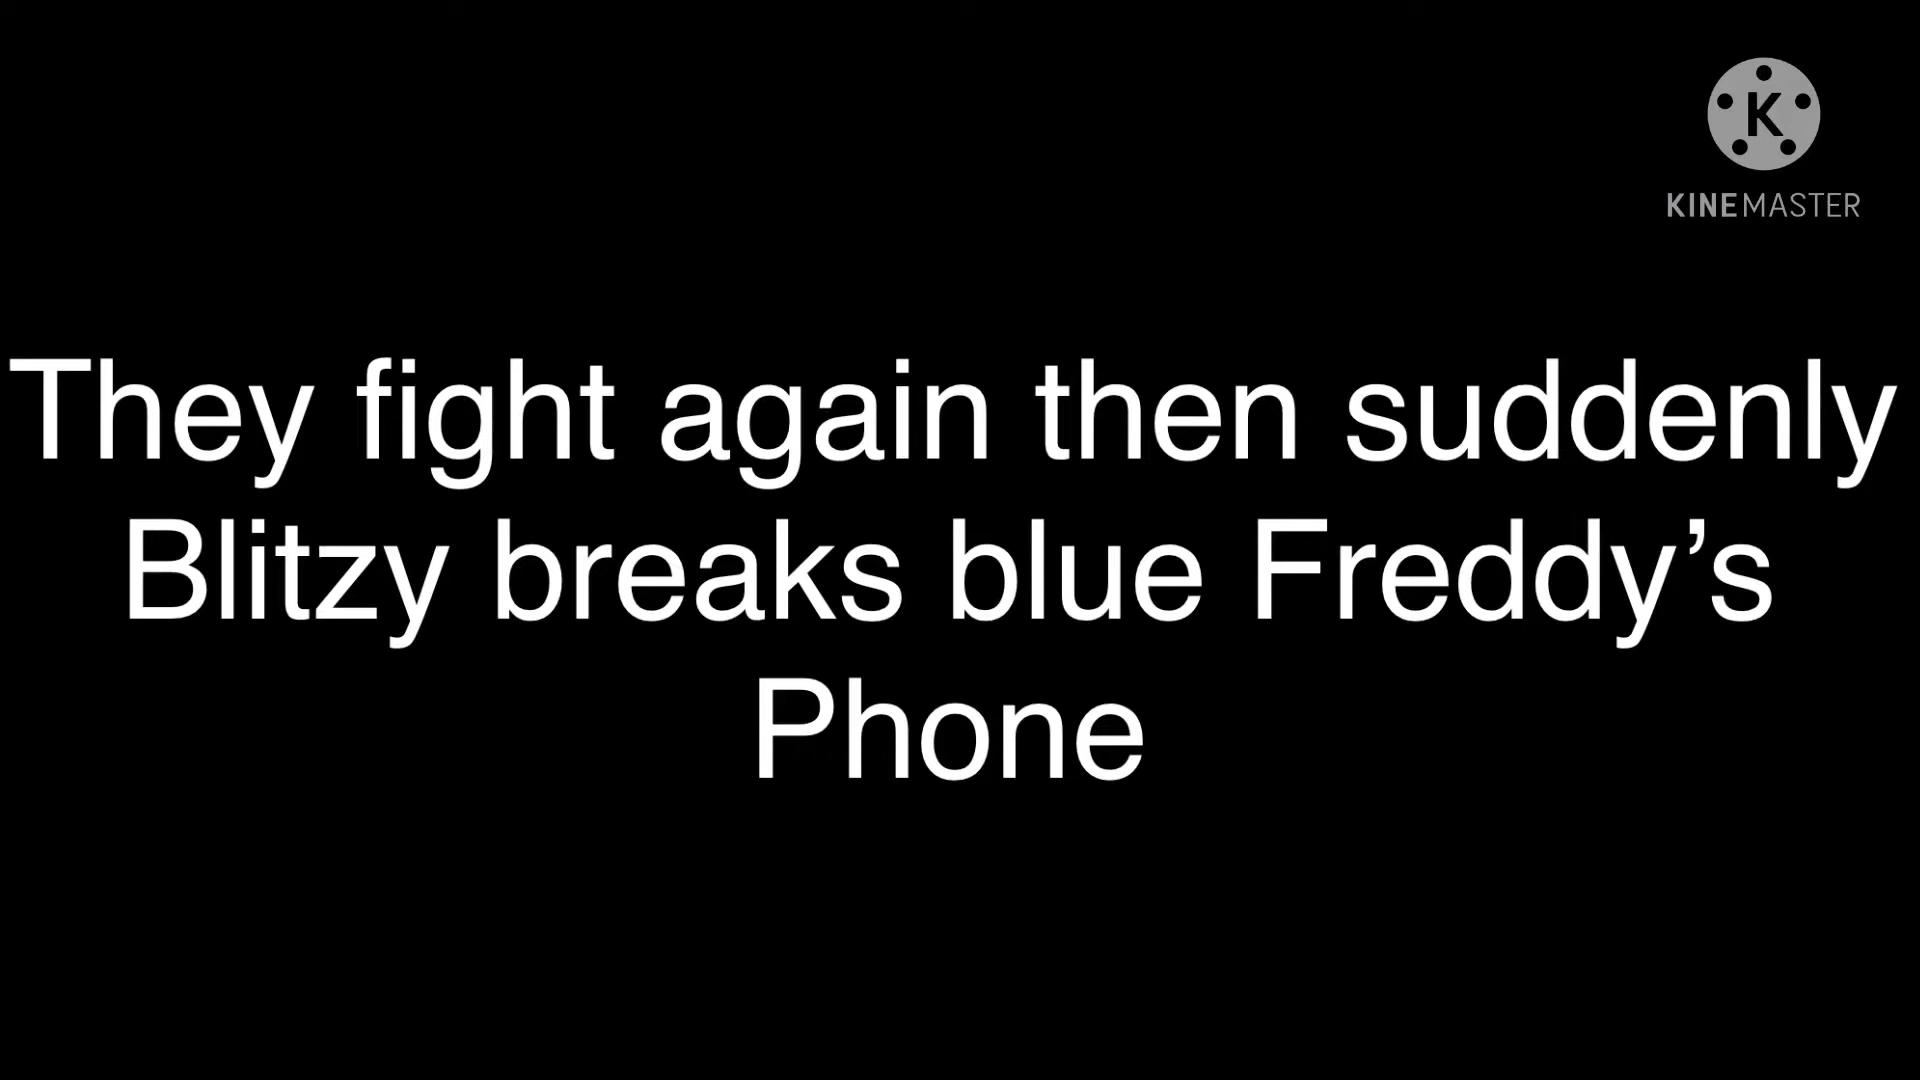 K
KINEMASTER
They fight again then suddenly
Blitzy breaks blue Freddy’s
Phone